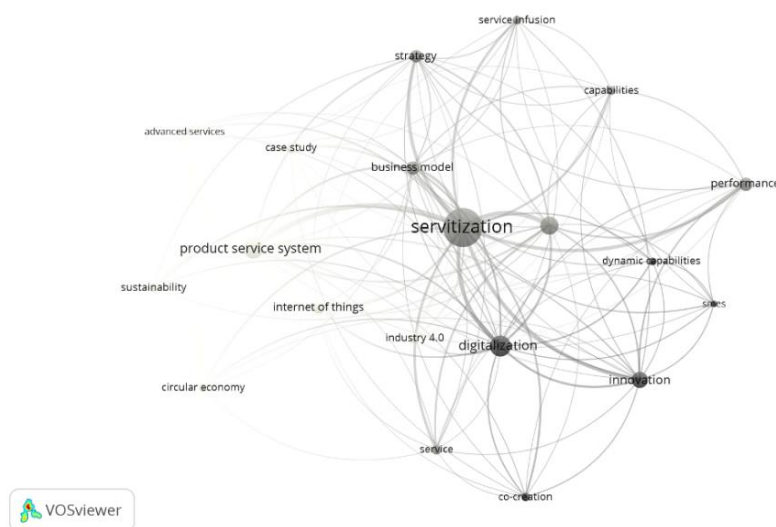 service infusion
strategy
capabilities
advanced services
case study
business model
performance
servitization
product service system
dynamic capabilities
sustainability
smes
internet of things
industry 4.0
digitalization
innovation
circular economy
service
co-creation
VOSviewer